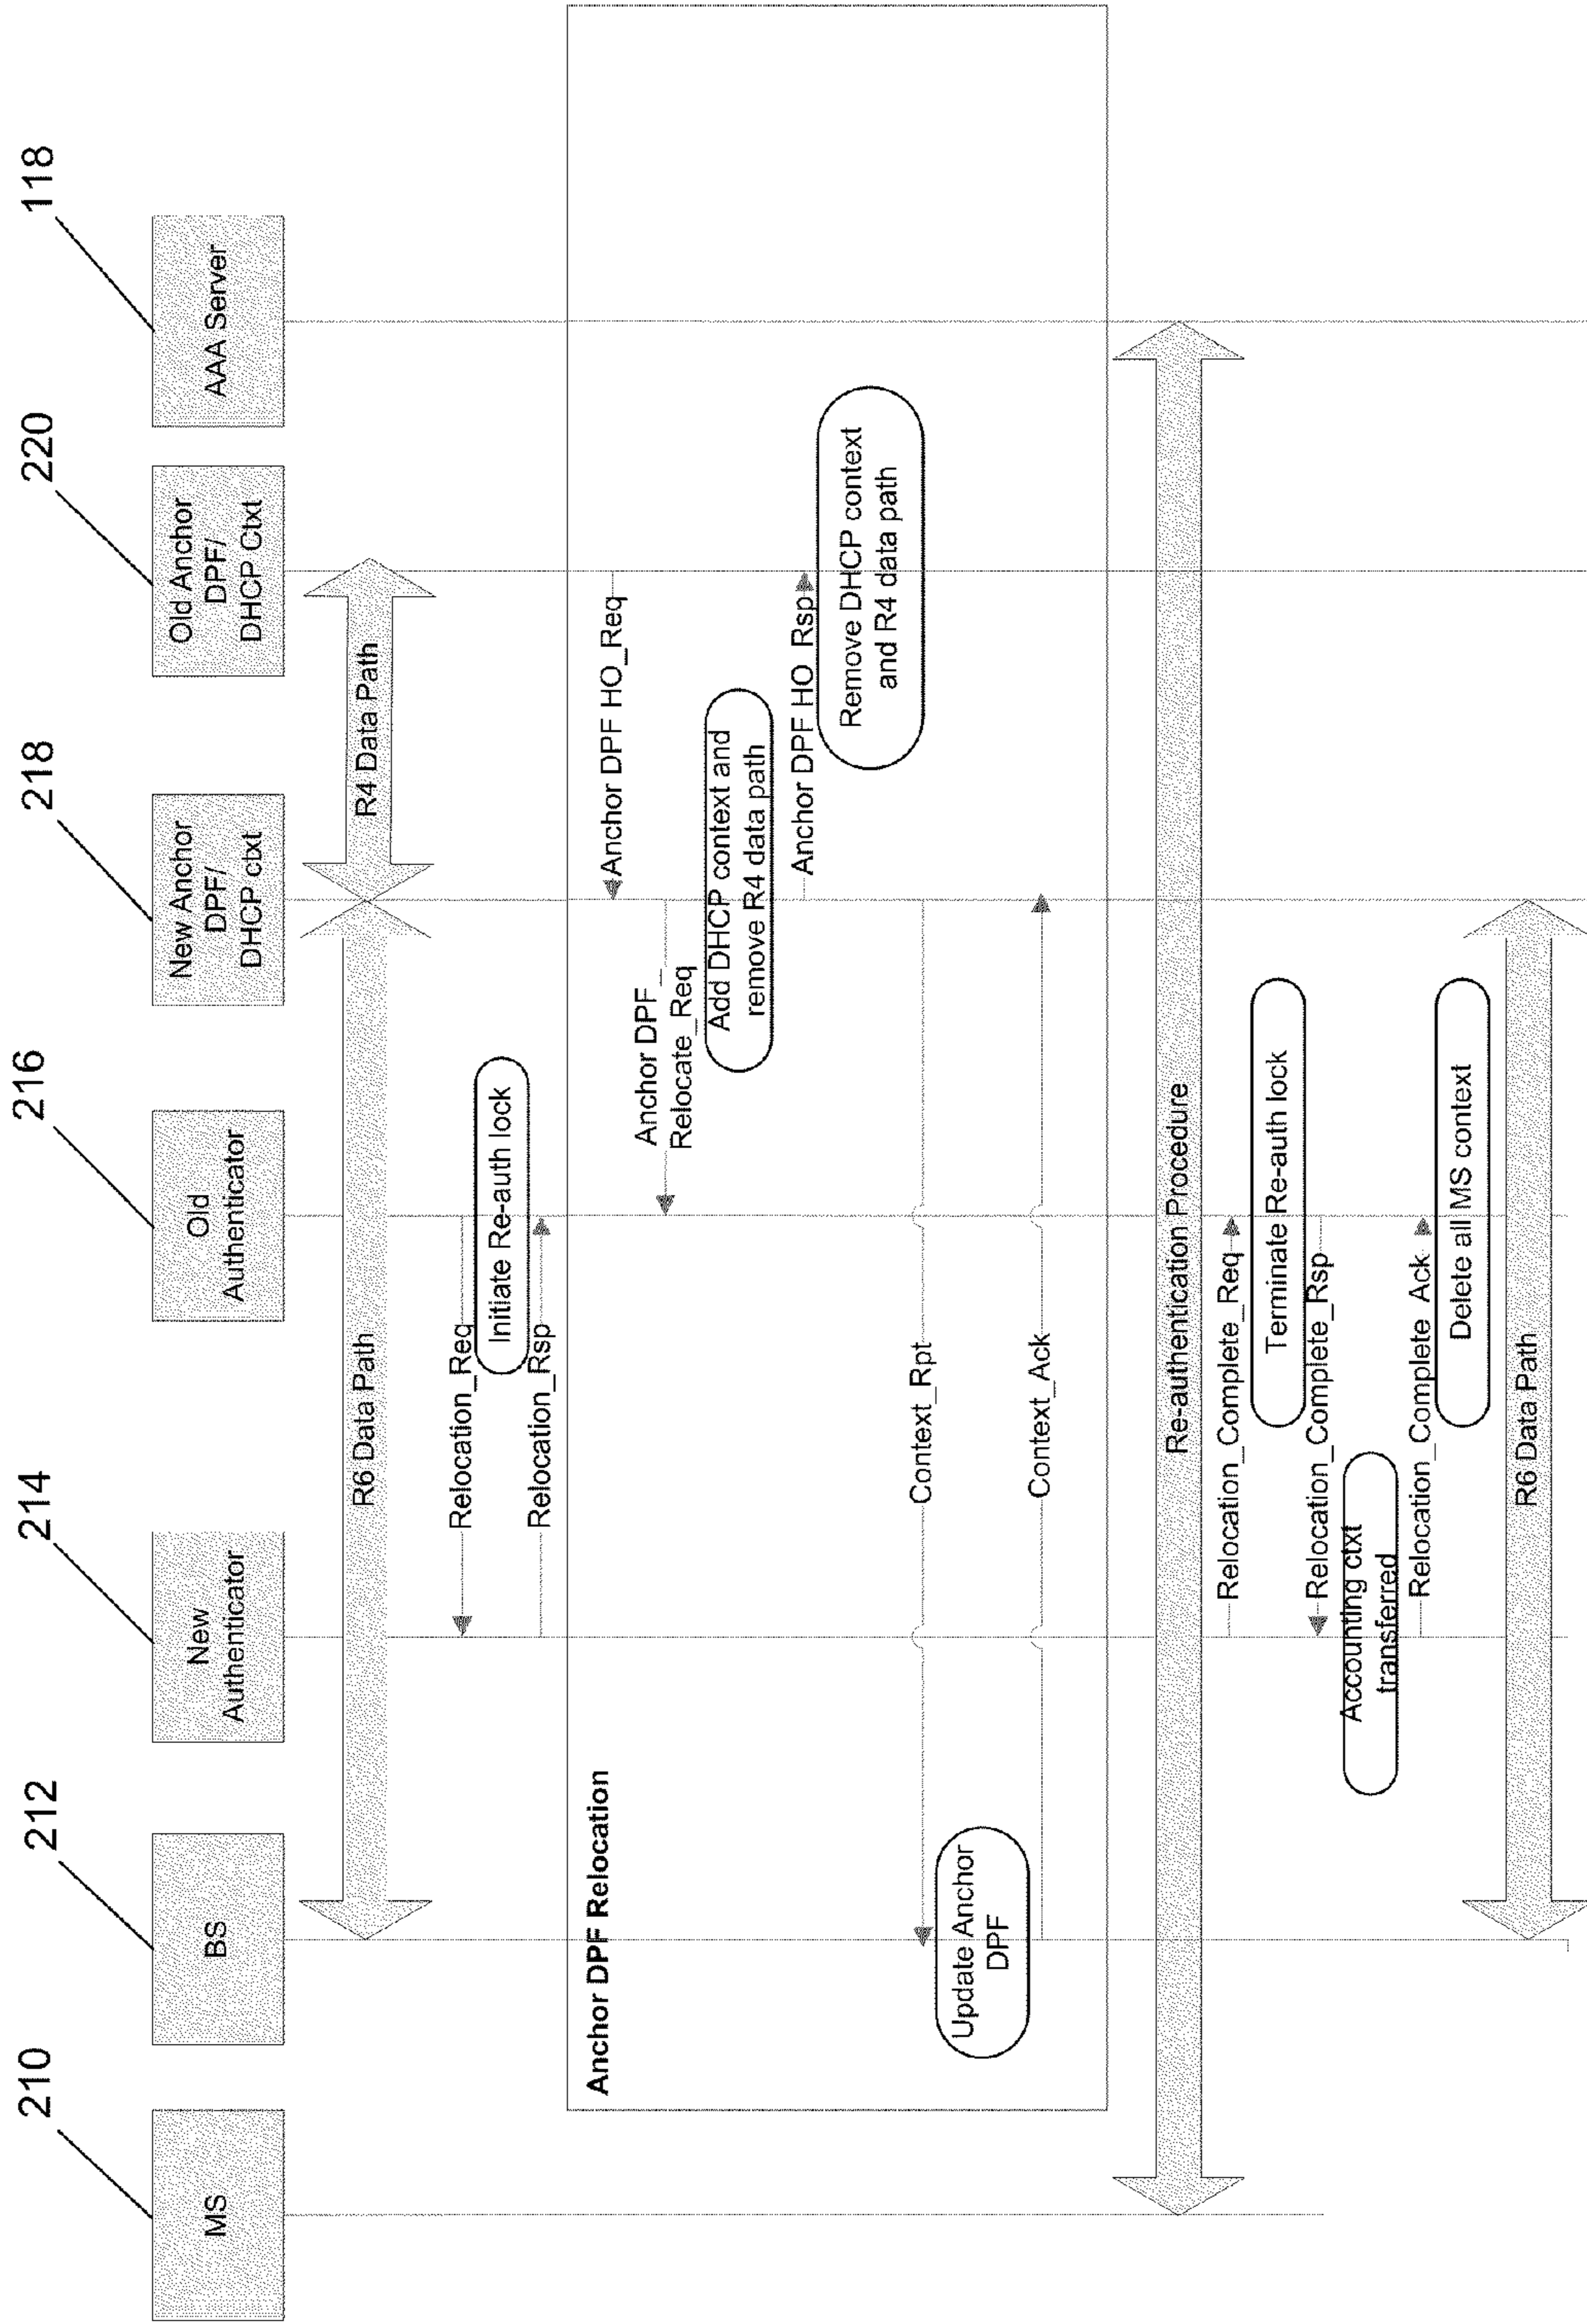 210
212
214
216
218
220
118
MS
BS
New
Authenticator
Old
Authenticator
New Anchor
DPF/
DHCP ctxt
Old Anchor
DPF/
DHCP Ctxt
AAA Server
R6 Data Path
R4 Data Path
Relocation_Req
Initiate Re-auth lock
Relocation_Rsp
Anchor DPF Relocation
Anchor DPF HO_Req
Anchor DPF_
Relocate_Req
Add DHCP context and
remove R4 data path
Anchor DPF HO_Rsp
Remove DHCP context
and R4 data path
Context_Rpt
Update Anchor
DPF
Context_Ack
Re-authentication Procedure
Relocation_Complete_Req
Terminate Re-auth lock
Relocation_Complete_Rsp
Accounting ctxt
transferred
Relocation_Complete_Ack
Delete all MS context
R6 Data Path